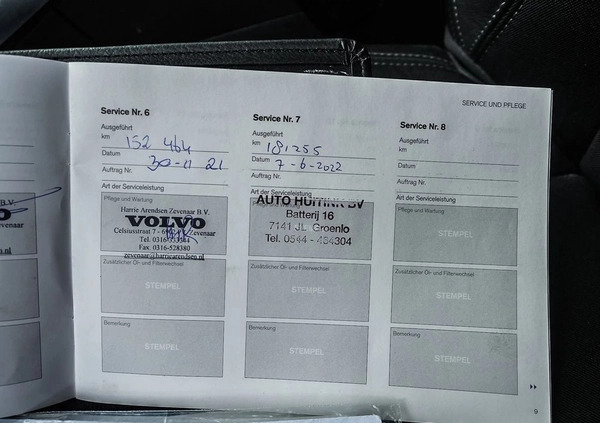 SERVICE UND PFLEGE
Service Nr. 6
Ausgeführt
km 152 464
Datum 30-11 21
Auftrag Nr.
Art der Serviceleistung
Pflege und Wartung
Harrie Arendsen Zevenaar B.V.
VOLVO
Celsiusstraat 7 - Zevenaar
Tel. 0316-
Fax 0316-528380
zevenaar@harriearendsen.nl
Zusätzlicher Öl- und Filterwechsel
STEMPEL
Bemerkung
STEMPEL
Service Nr. 7
Ausgeführt
km 181255
Datum 7-6-2022
Auftrag Nr.
Art der Serviceleistung
AUTO HUITINK BV
Batterij 16
7141 JL Groenlo
Tel. 0544 - 464304
Zusätzlicher Öl- und Filterwechsel
STEMPEL
Bemerkung
STEMPEL
Service Nr. 8
Ausgeführt
km
Datum
Auftrag Nr.
Art der Serviceleistung
Pflege und Wartung
STEMPEL
Zusätzlicher Öl- und Filterwechsel
STEMPEL
Bemerkung
STEMPEL
9